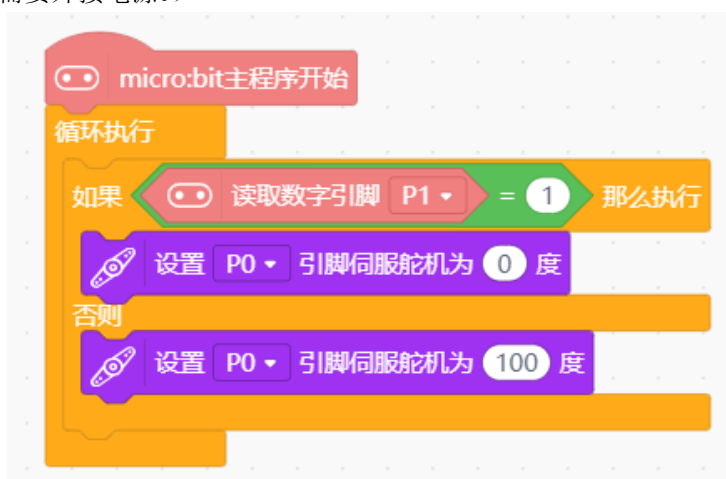 micro:bit主程序开始
循环执行
如果 读取数字引脚 P1 = 1 那么执行
设置 P0 引脚伺服舵机为 0 度
否则
设置 P0 引脚伺服舵机为 100 度